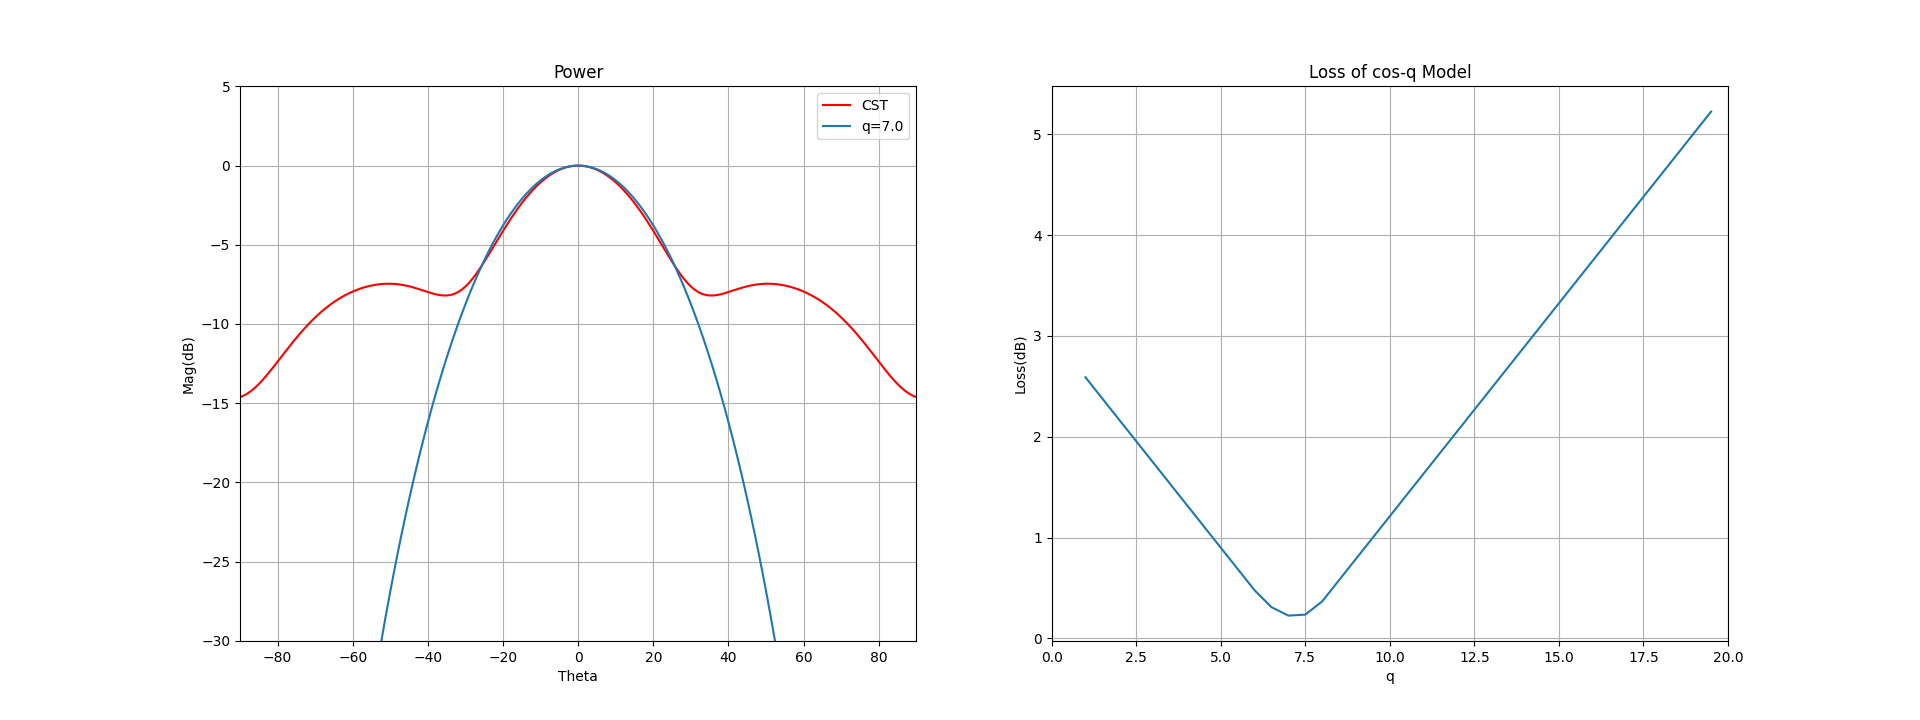 Power
5
0
−5
−10
−15
−20
−25
−30
Mag(dB)
−80 −60 −40 −20 0 20 40 60 80
Theta
CST
q=7.0
Loss of cos-q Model
5
4
3
2
1
0
Loss(dB)
0.0 2.5 5.0 7.5 10.0 12.5 15.0 17.5 20.0
q